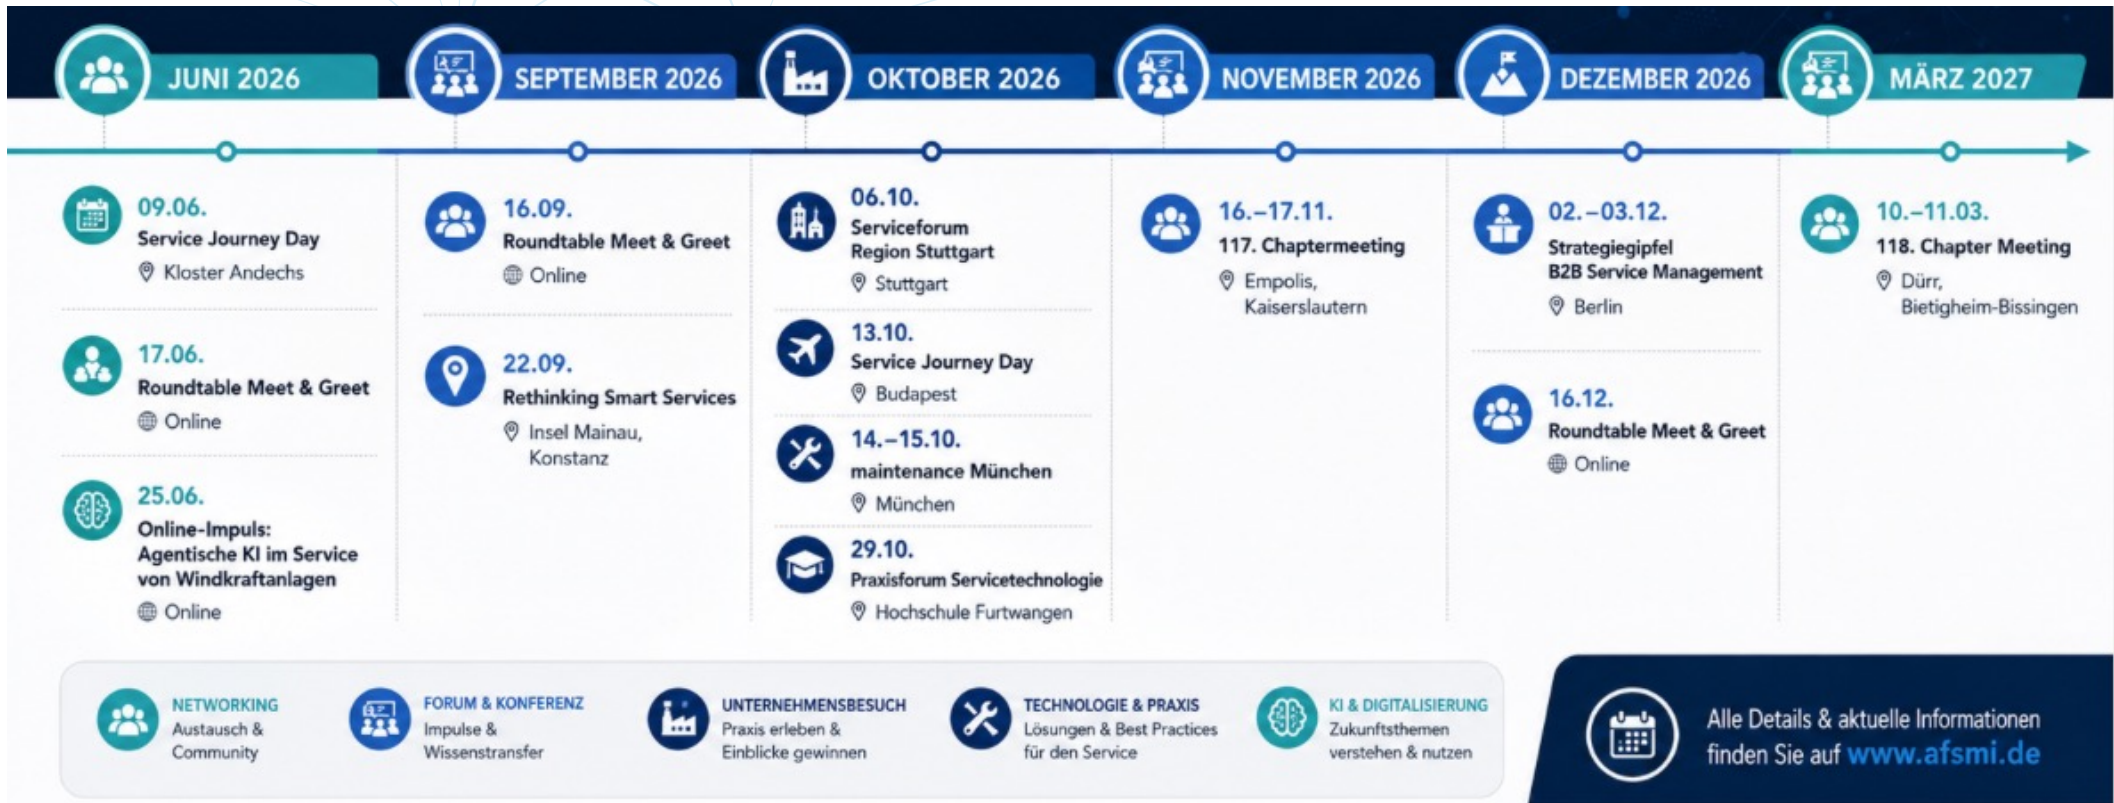 JUNI 2026
SEPTEMBER 2026
OKTOBER 2026
NOVEMBER 2026
DEZEMBER 2026
MÄRZ 2027
09.06.
Service Journey Day
Kloster Andechs
17.06.
Roundtable Meet & Greet
Online
25.06.
Online-Impuls:
Agentische KI im Service
von Windkraftanlagen
Online
16.09.
Roundtable Meet & Greet
Online
22.09.
Rethinking Smart Services
Insel Mainau,
Konstanz
06.10.
Serviceforum
Region Stuttgart
Stuttgart
13.10.
Service Journey Day
Budapest
14.–15.10.
maintenance München
München
29.10.
Praxisforum Servicetechnologie
Hochschule Furtwangen
16.–17.11.
117. Chaptermeeting
Empolis,
Kaiserslautern
02.–03.12.
Strategiegipfel
B2B Service Management
Berlin
16.12.
Roundtable Meet & Greet
Online
10.–11.03.
118. Chapter Meeting
Dürr,
Bietigheim-Bissingen
NETWORKING
Austausch &
Community
FORUM & KONFERENZ
Impulse &
Wissenstransfer
UNTERNEHMENSBESUCH
Praxis erleben &
Einblicke gewinnen
TECHNOLOGIE & PRAXIS
Lösungen & Best Practices
für den Service
KI & DIGITALISIERUNG
Zukunftsthemen
verstehen & nutzen
Alle Details & aktuelle Informationen
finden Sie auf www.afsmi.de